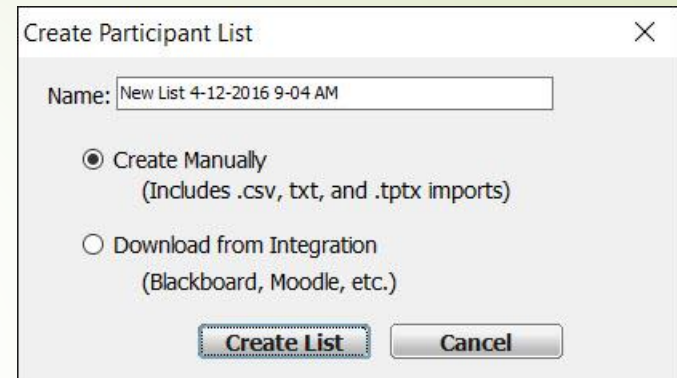 Create Participant List
Name: New List 4-12-2016 9-04 AM
Create Manually
(Includes .csv, txt, and .tptx imports)
Download from Integration
(Blackboard, Moodle, etc.)
Create List Cancel